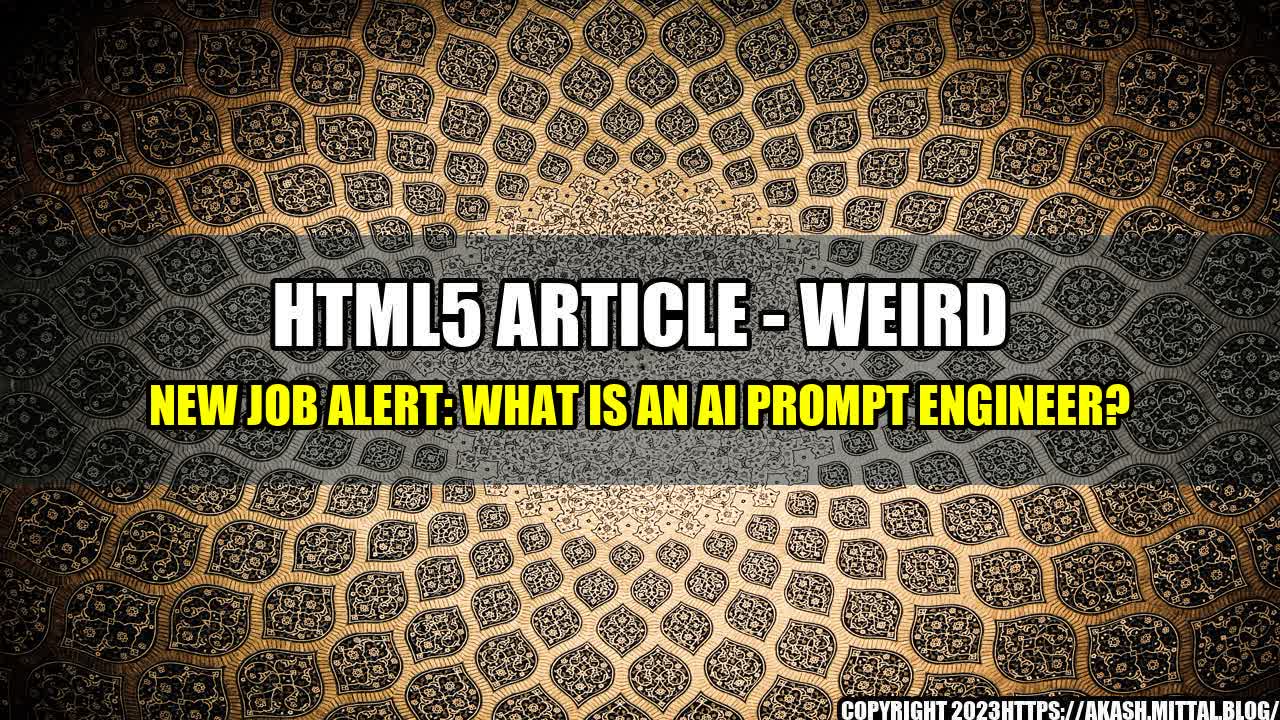 HTML5 ARTICLE - WEIRD
NEW JOB ALERT: WHAT IS AN AI PROMPT ENGINEER?
COPYRIGHT 2023HTTPS://AKASH.MITTAL.BLOG/